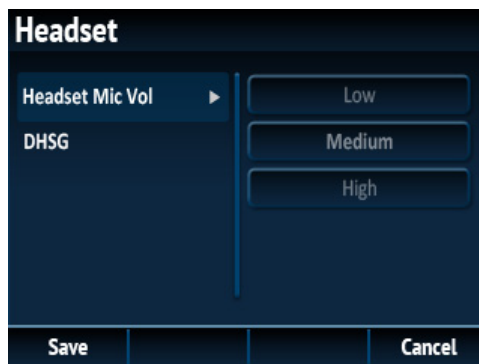 Headset
Headset Mic Vol
DHSG
Low
Medium
High
Save
Cancel